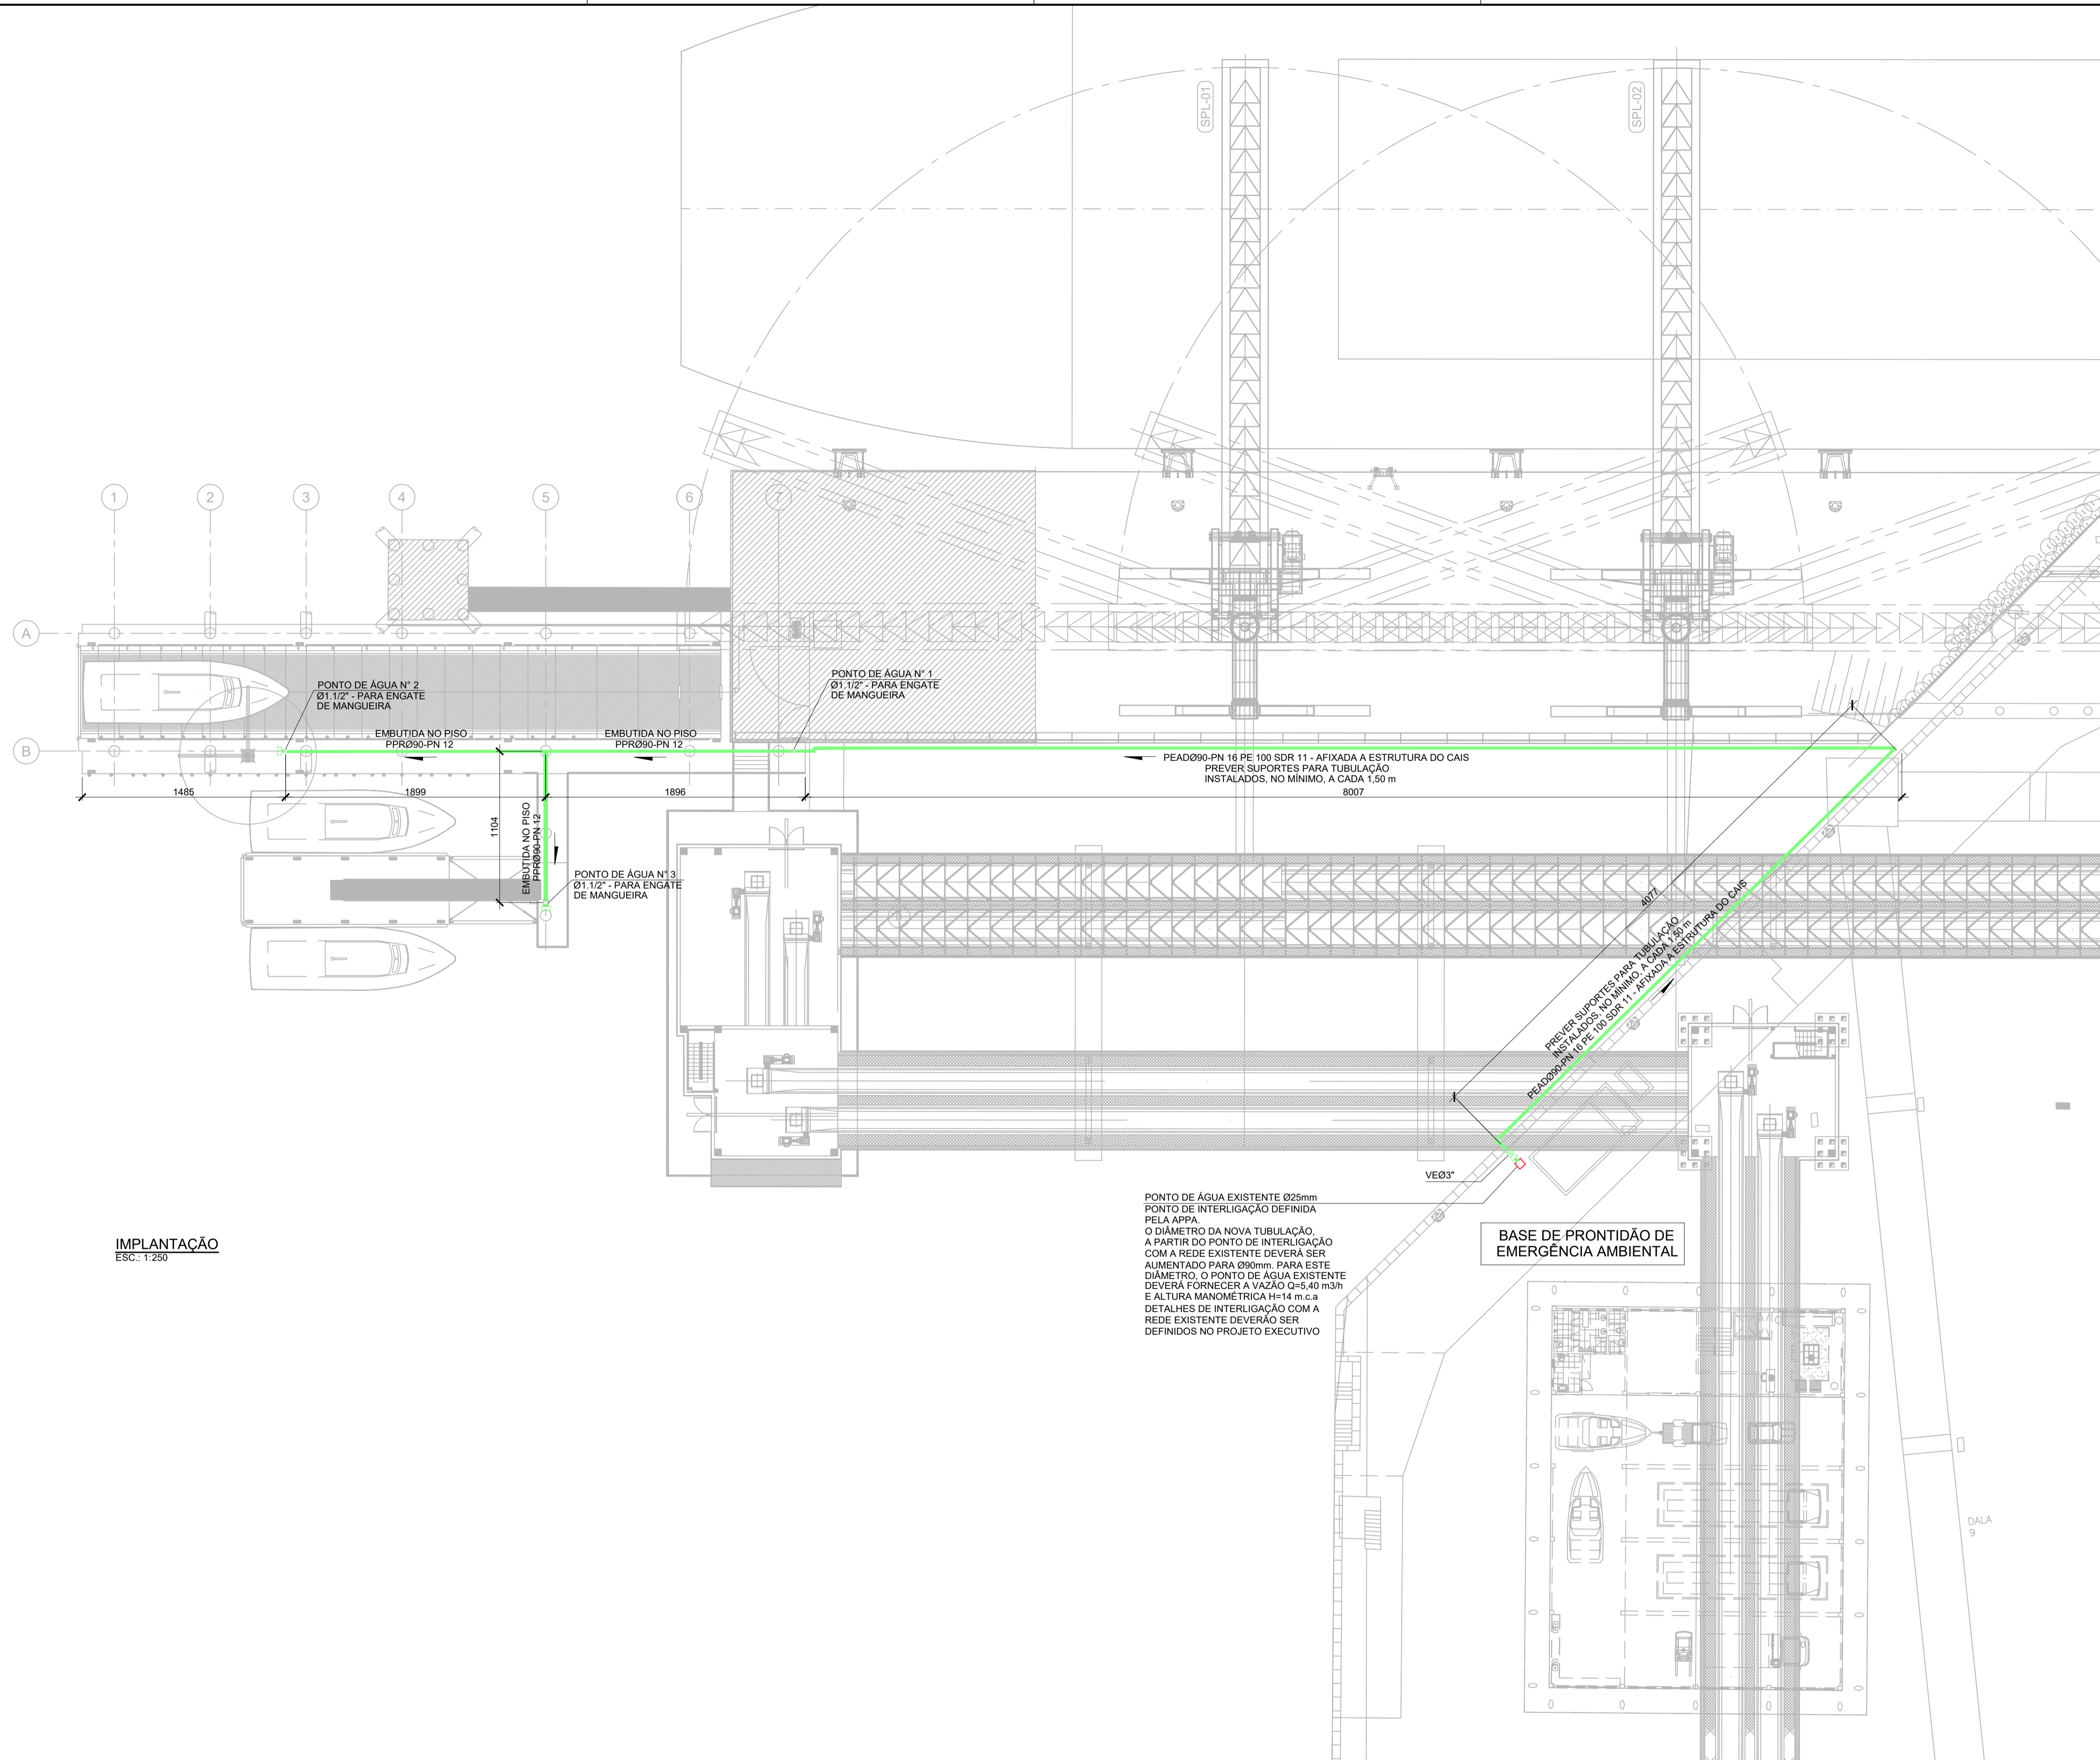 SPL-01
SPL-02
1
2
3
4
5
6
7
A
B
PONTO DE ÁGUA N° 2
Ø1.1/2" - PARA ENGATE
DE MANGUEIRA
PONTO DE ÁGUA N° 1
Ø1.1/2" - PARA ENGATE
DE MANGUEIRA
EMBUTIDA NO PISO
PPRØ90-PN 12
EMBUTIDA NO PISO
PPRØ90-PN 12
PEADØ90-PN 16 PE 100 SDR 11 - AFIXADA A ESTRUTURA DO CAIS
PREVER SUPORTES PARA TUBULAÇÃO
INSTALADOS, NO MÍNIMO, A CADA 1,50 m
1485
1899
1896
8007
1104
EMBUTIDA NO PISO
PPRØ90-PN 12
PONTO DE ÁGUA N° 3
Ø1.1/2" - PARA ENGATE
DE MANGUEIRA
4077
PREVER SUPORTES PARA TUBULAÇÃO
INSTALADOS, NO MÍNIMO, A CADA 1,50 m
PEADØ90-PN 16 PE 100 SDR 11 - AFIXADA A ESTRUTURA DO CAIS
VEØ3"
PONTO DE ÁGUA EXISTENTE Ø25mm
PONTO DE INTERLIGAÇÃO DEFINIDA
PELA APPA.
O DIÂMETRO DA NOVA TUBULAÇÃO,
A PARTIR DO PONTO DE INTERLIGAÇÃO
COM A REDE EXISTENTE DEVERÁ SER
AUMENTADO PARA Ø90mm. PARA ESTE
DIÂMETRO, O PONTO DE ÁGUA EXISTENTE
DEVERÁ FORNECER A VAZÃO Q=5,40 m3/h
E ALTURA MANOMÉTRICA H=14 m.c.a
DETALHES DE INTERLIGAÇÃO COM A
REDE EXISTENTE DEVERÃO SER
DEFINIDOS NO PROJETO EXECUTIVO
BASE DE PRONTIDÃO DE
EMERGÊNCIA AMBIENTAL
IMPLANTAÇÃO
ESC.: 1:250
DALA
9